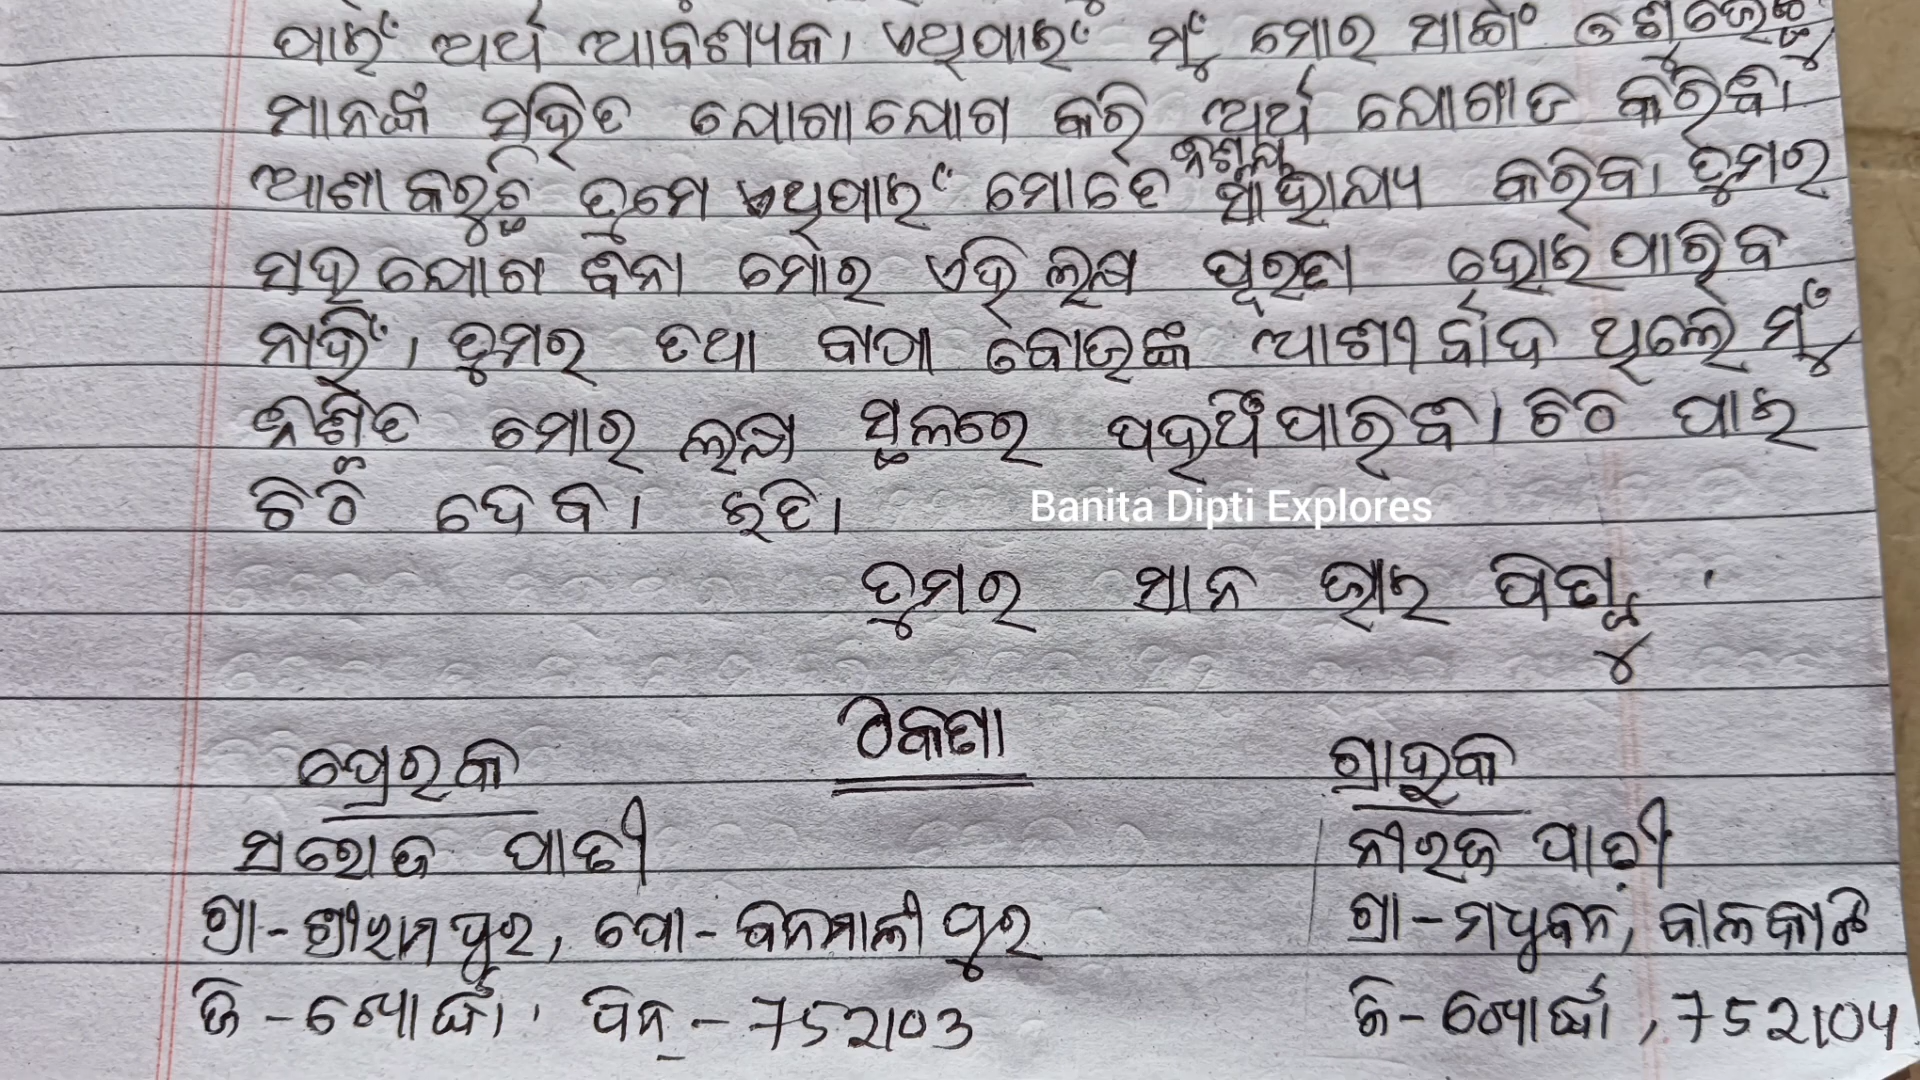 ପାଇଁ ଅର୍ଥ ଆବଶ୍ୟକ। ଏଥିପାଇଁ ମୁଁ ମୋର ସାଙ୍ଗ ଓ
ମାନଙ୍କ ସହିତ ଯୋଗାଯୋଗ କରି ଅର୍ଥ ଯୋଗାଡ କରିବି।
ଆଶା କରୁଚି ତୁମେ ଏଥିପାଇଁ ମୋତେ ନିଶ୍ଚୟ ସାହାଯ୍ୟ କରିବ। ତୁମର
ସହଯୋଗ ବିନା ମୋର ଏହି ଲକ୍ଷ ପୂରଣ ହୋଇ ପାରିବ
ନାହିଁ। ତୁମର ତଥା ବାପା ବୋଉଙ୍କ ଆଶୀର୍ବାଦ ଥିଲେ ମୁଁ
ନିଶ୍ଚିତ ମୋର ଲକ୍ଷ ସ୍ଥଳରେ ପହଞ୍ଚି ପାରିବି। ଚିଠି ପାଇ
ଚିଠି ଦେବ। ଇତି।
Banita Dipti Explores
ତୁମର ସାନ ଭାଇ
ଠିକଣା
ପ୍ରେରକ
ସରୋଜ ପାଢୀ
ଗ୍ରା-ଶ୍ରୀରାମପୁର, ପୋ-ବନମାଳୀପୁର
ଜି-ଖୋର୍ଦ୍ଧା। ପିନ୍-752103
ଗ୍ରାହକ
ନୀରଜ ପାଢ଼ୀ
ଗ୍ରା-ମଧୁବନ, ବାଲକାଟି
ଜି-ଖୋର୍ଦ୍ଧା, 752104